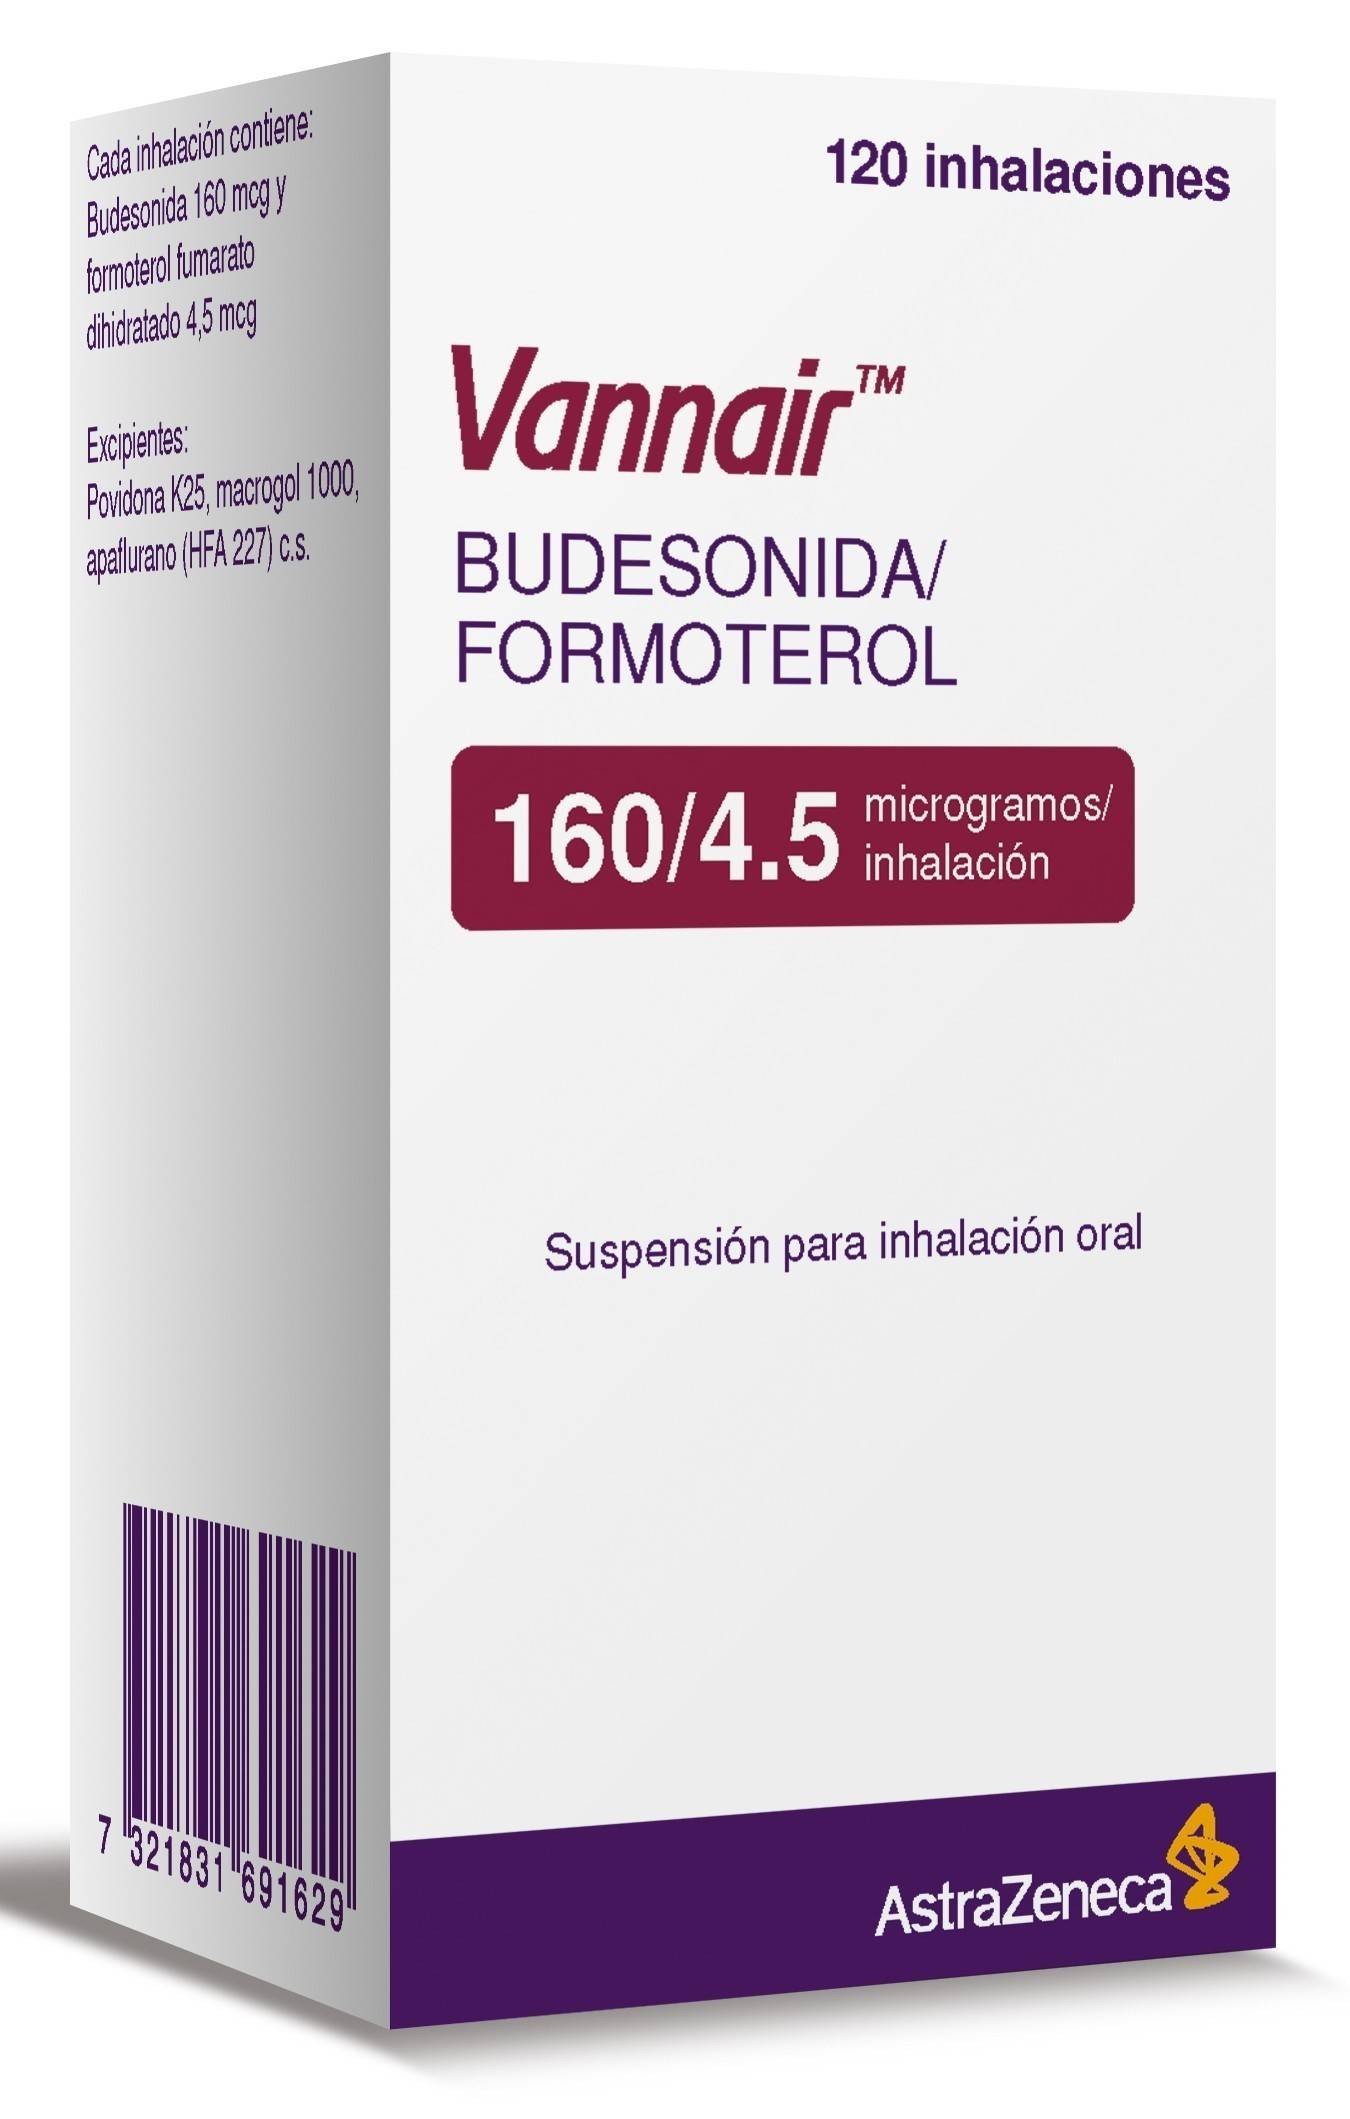 Cada inhalación contiene:
Budesonida 160 mcg y
formoterol fumarato
dihidratado 4,5 mcg
Excipientes:
Povidona K25, macrogol 1000,
apaflurano (HFA 227) c.s.
7 321831 691629
120 inhalaciones
Vannair™
BUDESONIDA/
FORMOTEROL
160/4.5 microgramos/
inhalación
Suspensión para inhalación oral
AstraZeneca